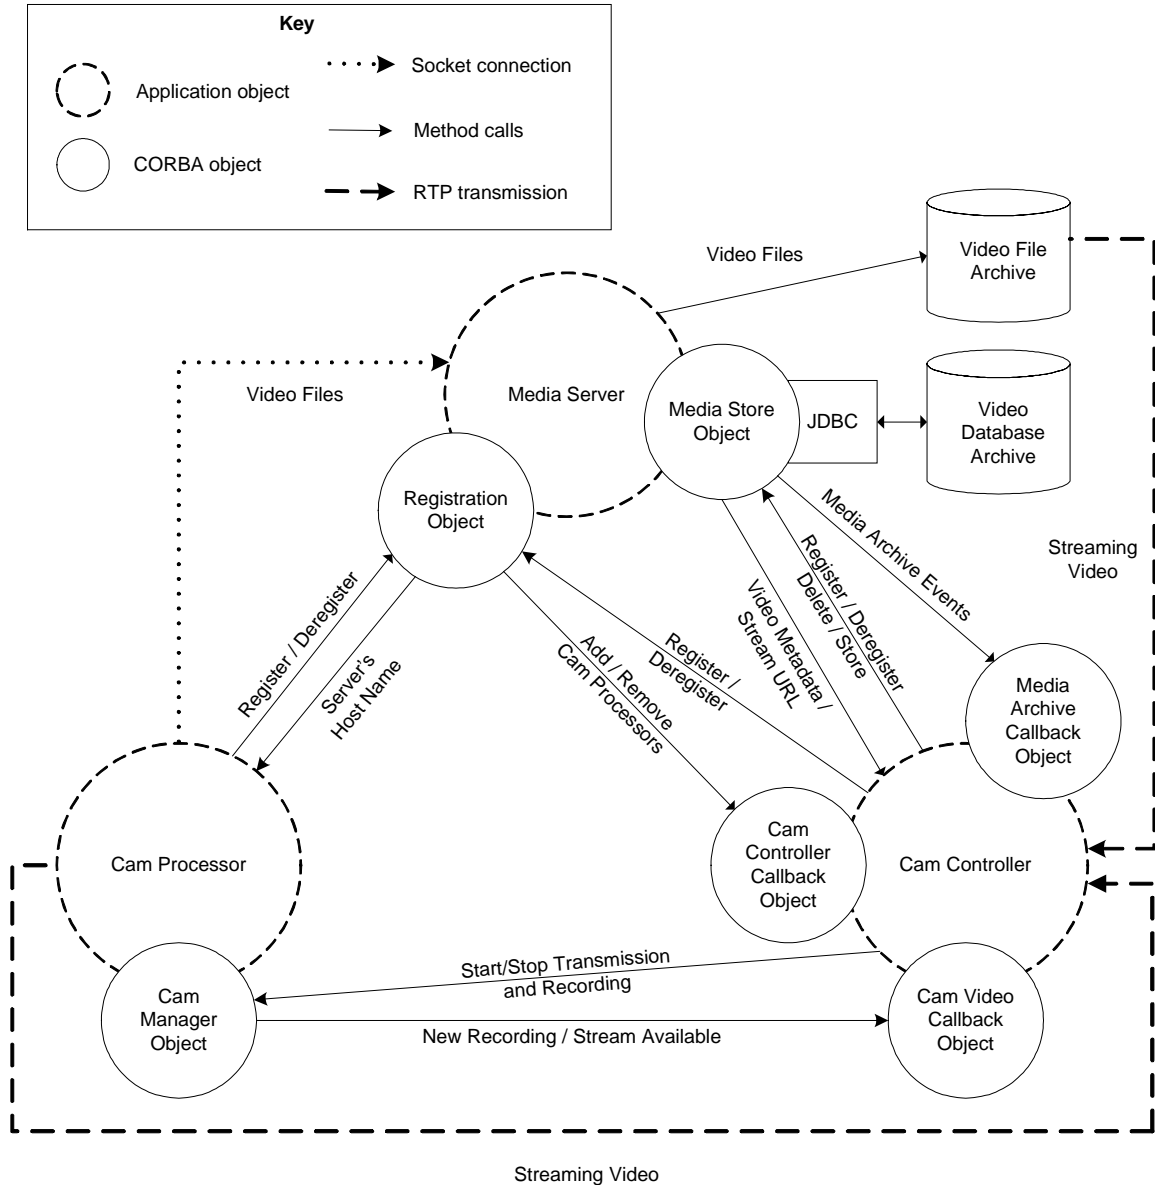 Key
Application object
CORBA object
Socket connection
Method calls
RTP transmission
Video Files
Video File
Archive
Video Files
Media Server
Media Store
Object
JDBC
Video
Database
Archive
Registration
Object
Media Archive Events
Register / Deregister
Delete / Store
Video Metadata /
Stream URL
Streaming
Video
Register / Deregister
Server's
Host Name
Add / Remove
Cam Processors
Register /
Deregister
Media
Archive
Callback
Object
Cam Processor
Cam
Controller
Callback
Object
Cam Controller
Start/Stop Transmission
and Recording
Cam
Manager
Object
New Recording / Stream Available
Cam Video
Callback
Object
Streaming Video